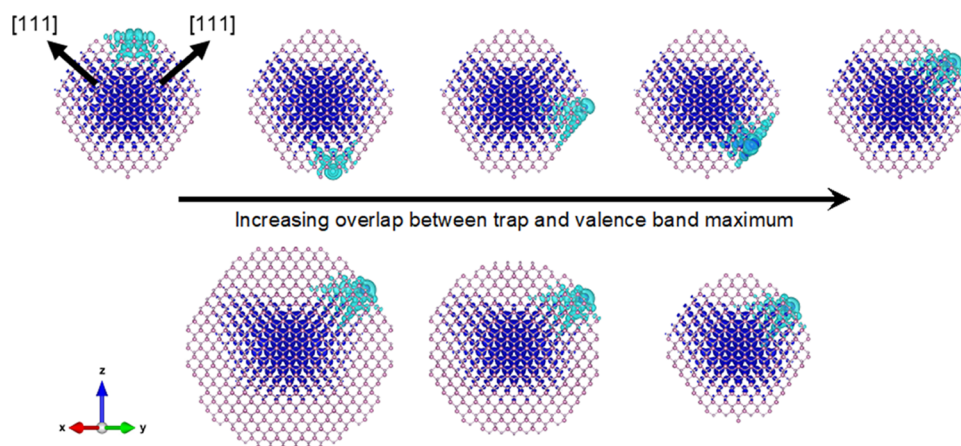 [111]
[111]
Increasing overlap between trap and valence band maximum
z
x
y